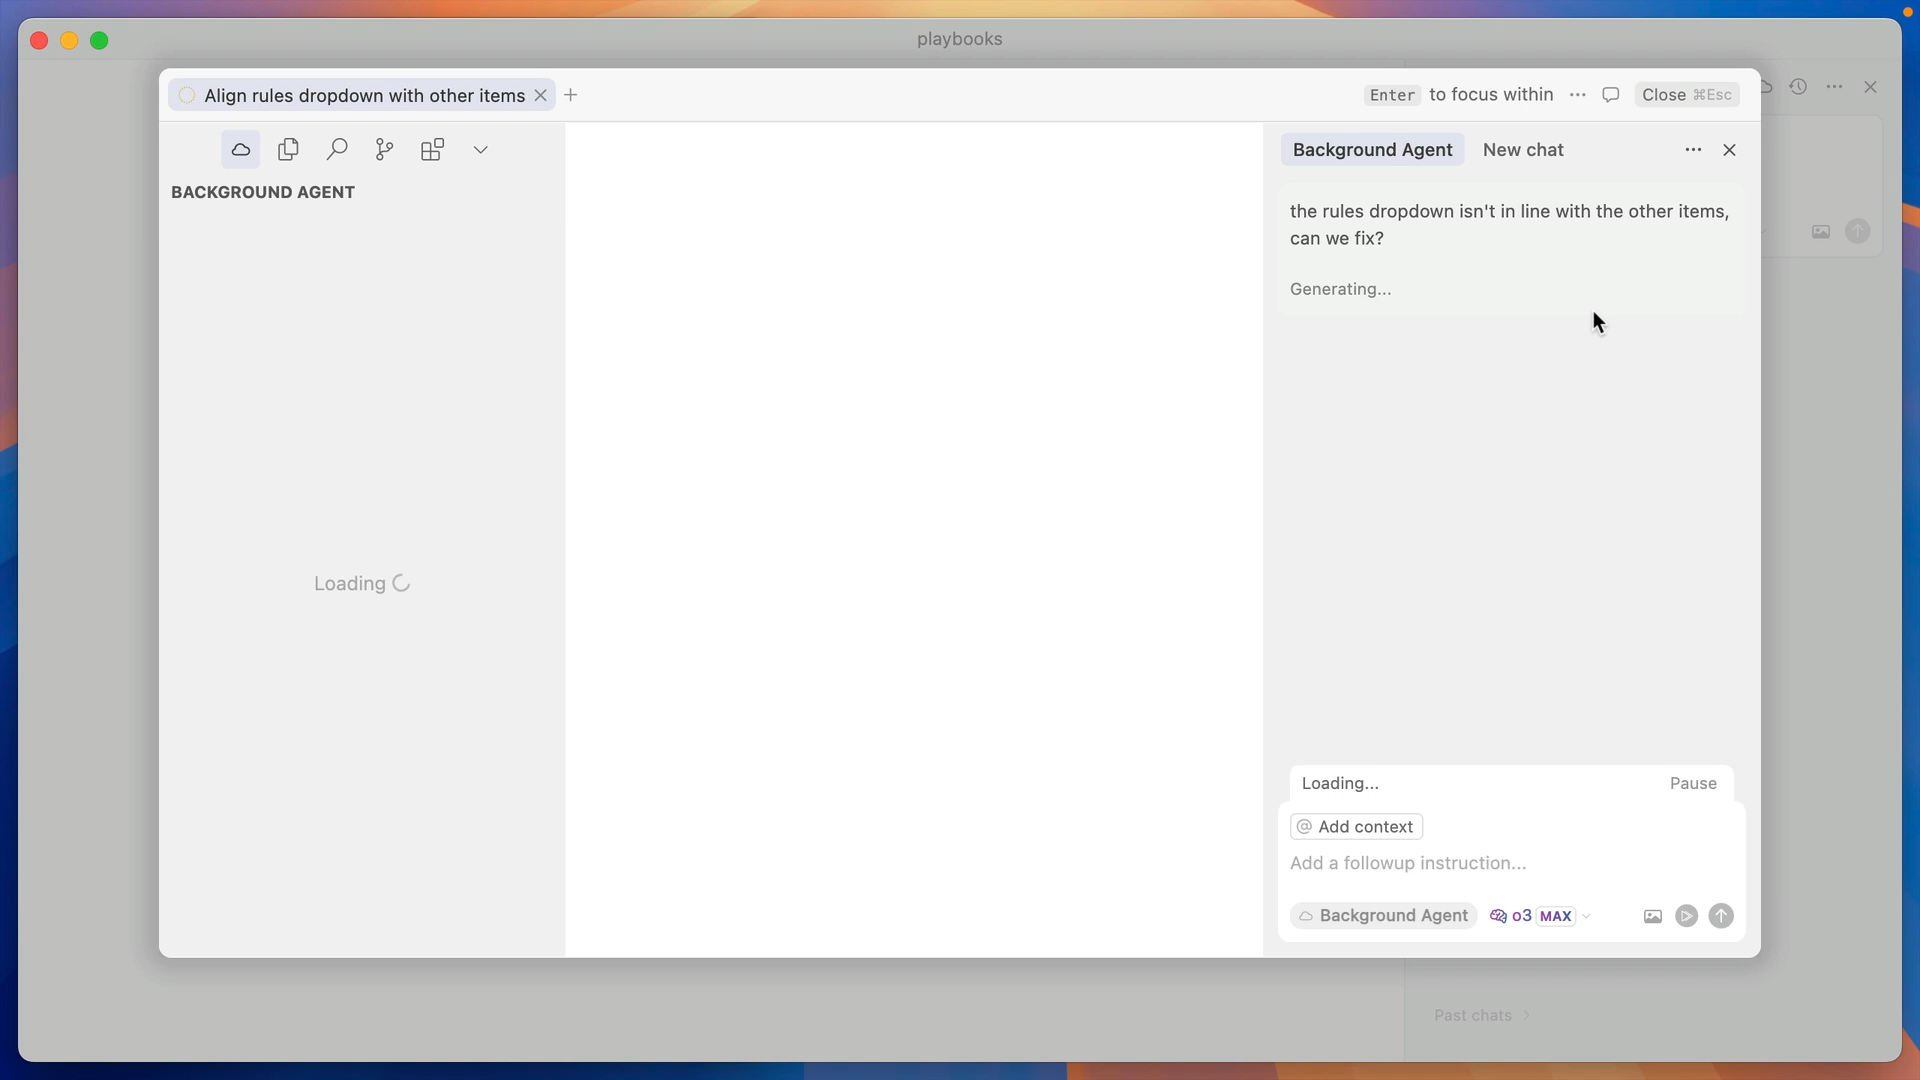 playbooks
Align rules dropdown with other items
Enter to focus within
Close ⌘Esc
BACKGROUND AGENT
Loading
Background Agent
New chat
the rules dropdown isn't in line with the other items,
can we fix?
Generating...
Loading...
Pause
@ Add context
Add a followup instruction...
Background Agent
o3 MAX
Past chats